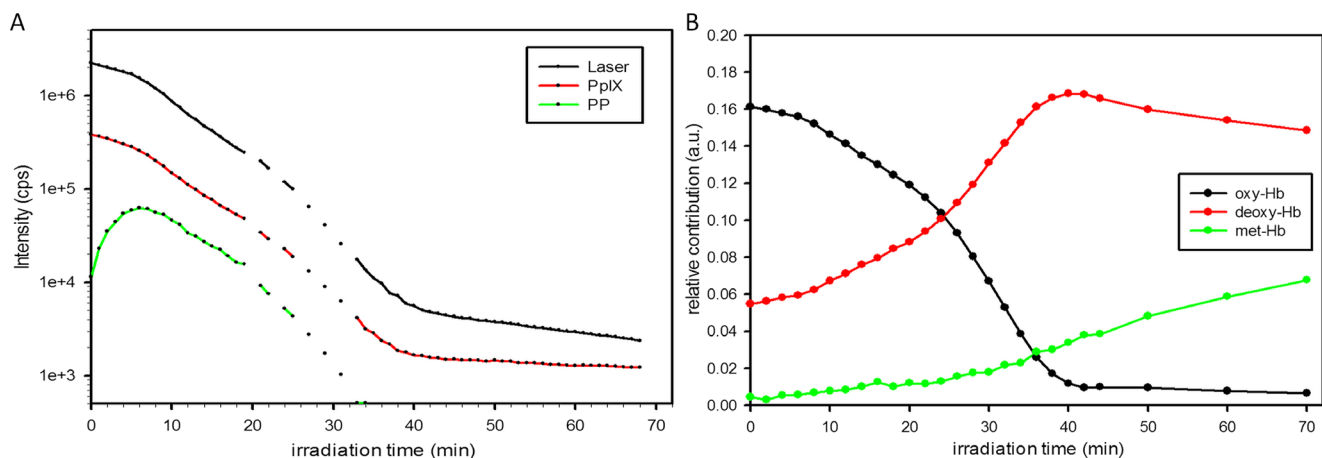 A
Intensity (cps)
1e+6
1e+5
1e+4
1e+3
0 10 20 30 40 50 60 70
irradiation time (min)
Laser
PpIX
PP
B
relative contribution (a.u.)
0.20
0.18
0.16
0.14
0.12
0.10
0.08
0.06
0.04
0.02
0.00
0 10 20 30 40 50 60 70
irradiation time (min)
oxy-Hb
deoxy-Hb
met-Hb